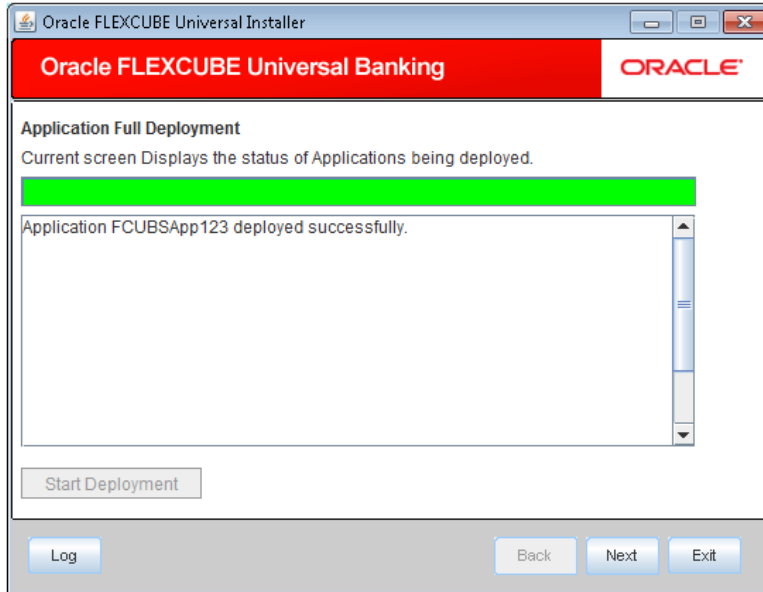 Oracle FLEXCUBE Universal Installer
Oracle FLEXCUBE Universal Banking
ORACLE
Application Full Deployment
Current screen Displays the status of Applications being deployed.
Application FCUBSApp123 deployed successfully.
Start Deployment
Log
Back
Next
Exit